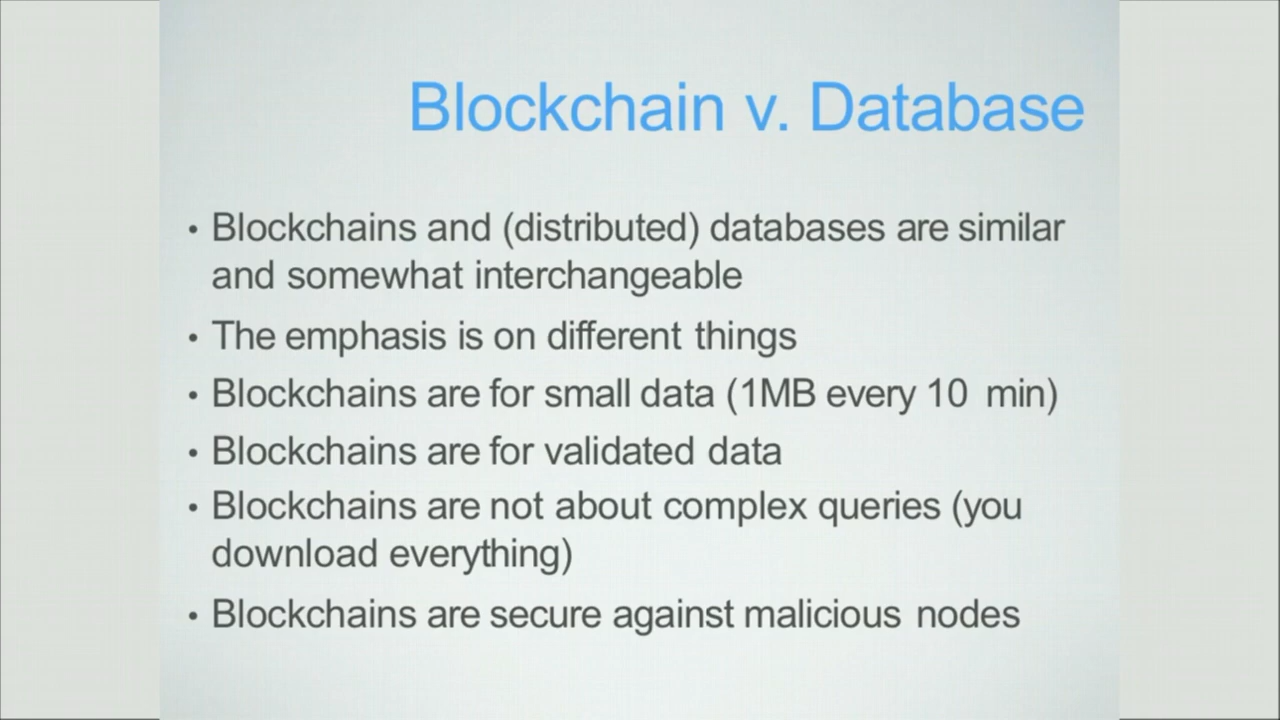 Blockchain v. Database
• Blockchains and (distributed) databases are similar
and somewhat interchangeable
• The emphasis is on different things
• Blockchains are for small data (1MB every 10 min)
• Blockchains are for validated data
• Blockchains are not about complex queries (you
download everything)
• Blockchains are secure against malicious nodes